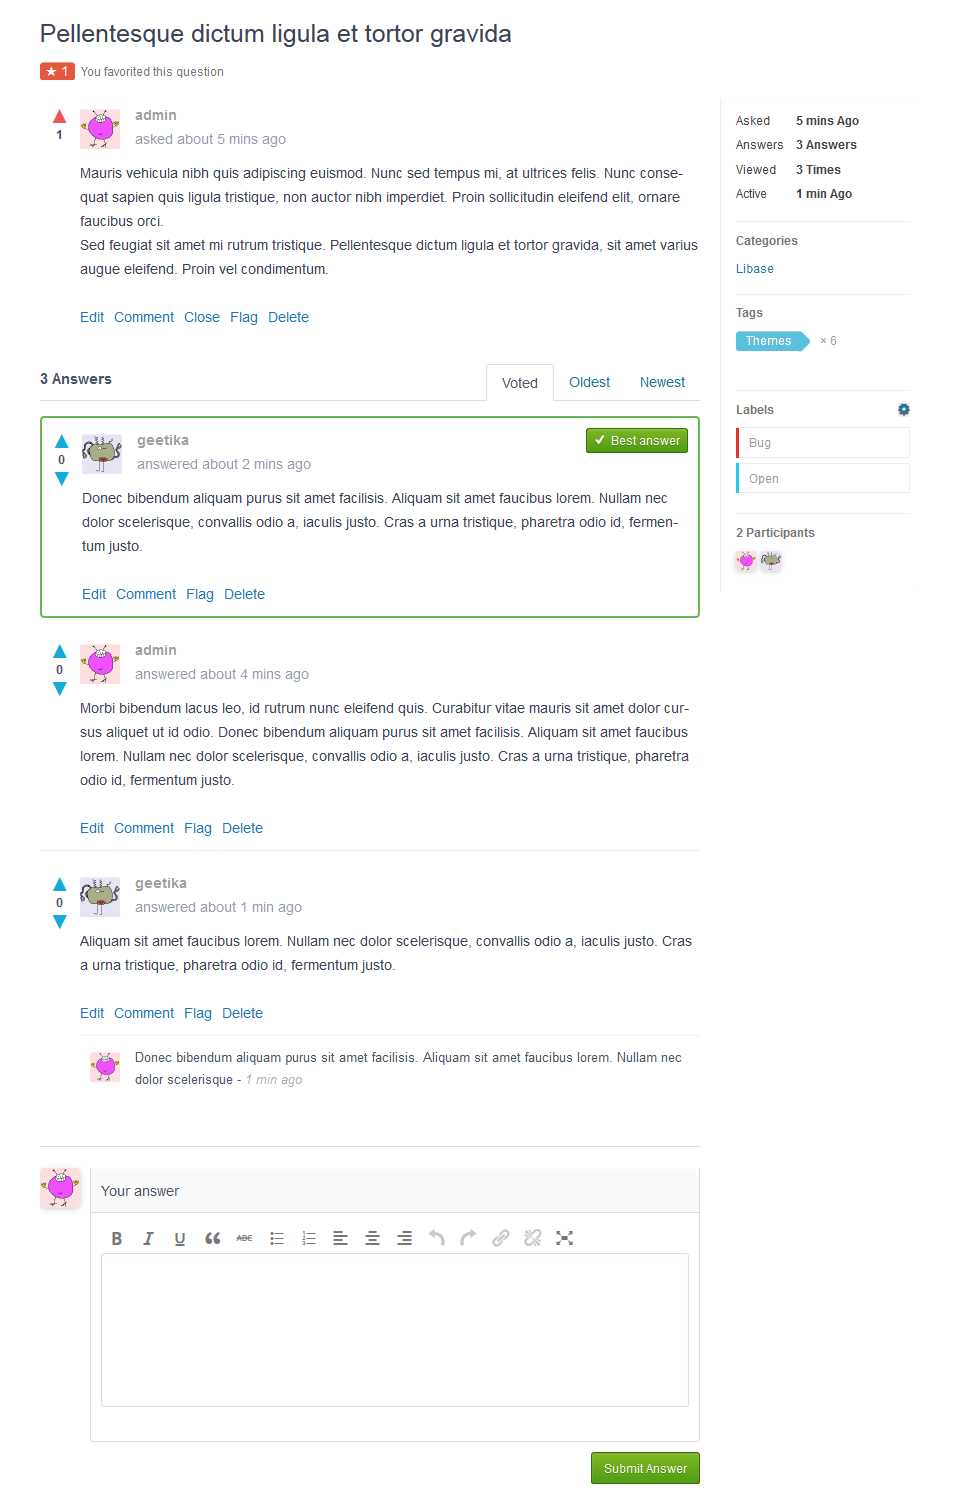 Pellentesque dictum ligula et tortor gravida
★ 1 You favorited this question
admin
asked about 5 mins ago
1
Mauris vehicula nibh quis adipiscing euismod. Nunc sed tempus mi, at ultrices felis. Nunc conse-
quat sapien quis ligula tristique, non auctor nibh imperdiet. Proin sollicitudin eleifend elit, ornare
faucibus orci.
Sed feugiat sit amet mi rutrum tristique. Pellentesque dictum ligula et tortor gravida, sit amet varius
augue eleifend. Proin vel condimentum.
Edit Comment Close Flag Delete
3 Answers
Voted Oldest Newest
geetika
Best answer
answered about 2 mins ago
0
Donec bibendum aliquam purus sit amet facilisis. Aliquam sit amet faucibus lorem. Nullam nec
dolor scelerisque, convallis odio a, iaculis justo. Cras a urna tristique, pharetra odio id, fermen-
tum justo.
Edit Comment Flag Delete
admin
answered about 4 mins ago
0
Morbi bibendum lacus leo, id rutrum nunc eleifend quis. Curabitur vitae mauris sit amet dolor cur-
sus aliquet ut id odio. Donec bibendum aliquam purus sit amet facilisis. Aliquam sit amet faucibus
lorem. Nullam nec dolor scelerisque, convallis odio a, iaculis justo. Cras a urna tristique, pharetra
odio id, fermentum justo.
Edit Comment Flag Delete
geetika
answered about 1 min ago
0
Aliquam sit amet faucibus lorem. Nullam nec dolor scelerisque, convallis odio a, iaculis justo. Cras
a urna tristique, pharetra odio id, fermentum justo.
Edit Comment Flag Delete
Donec bibendum aliquam purus sit amet facilisis. Aliquam sit amet faucibus lorem. Nullam nec
dolor scelerisque - 1 min ago
Your answer
B I U “ ABC
Submit Answer
Asked 5 mins Ago
Answers 3 Answers
Viewed 3 Times
Active 1 min Ago
Categories
Libase
Tags
Themes × 6
Labels
Bug
Open
2 Participants